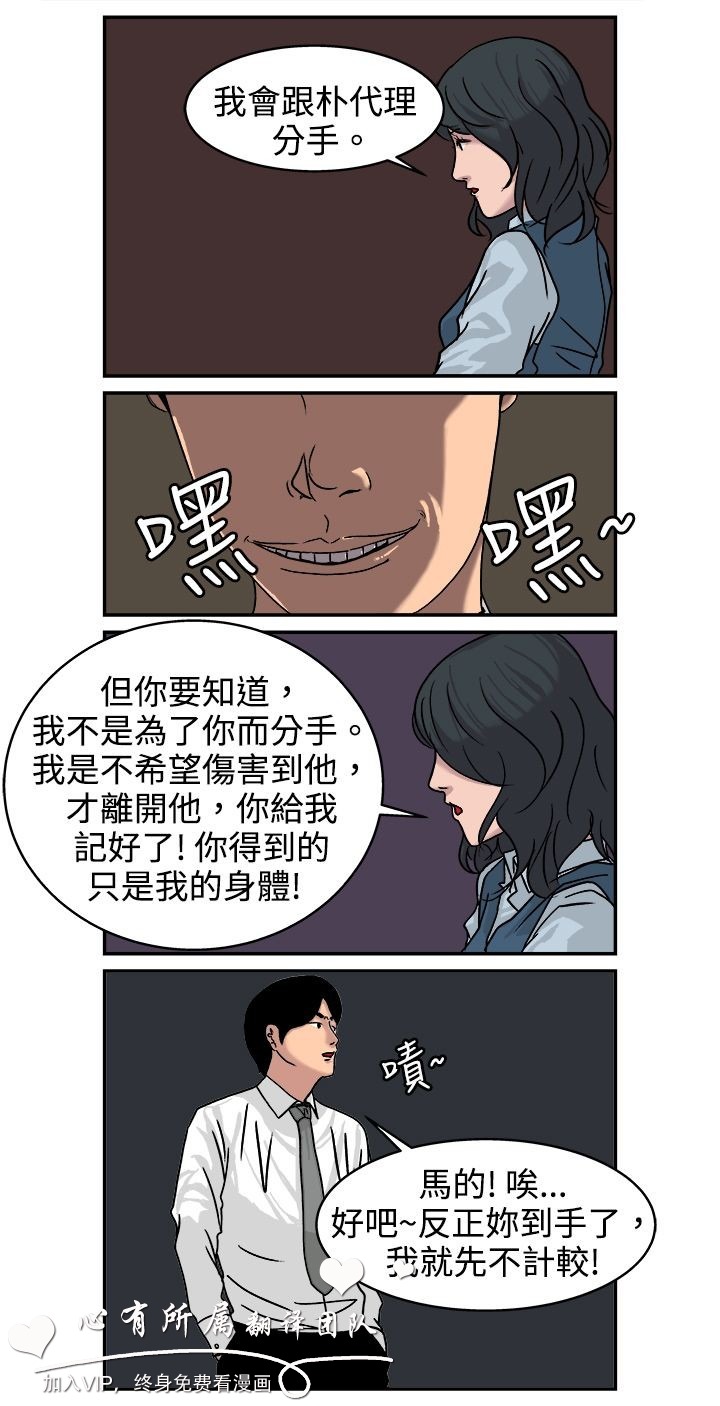 我會跟朴代理
分手。
嘿
嘿~
但你要知道，
我不是為了你而分手。
我是不希望傷害到他，
才離開他，你給我
記好了!你得到的
只是我的身體!
嘖~
馬的!唉...
好吧~反正妳到手了，
我就先不計較!
心有所属翻译团队
加入VIP，终身免费看漫画